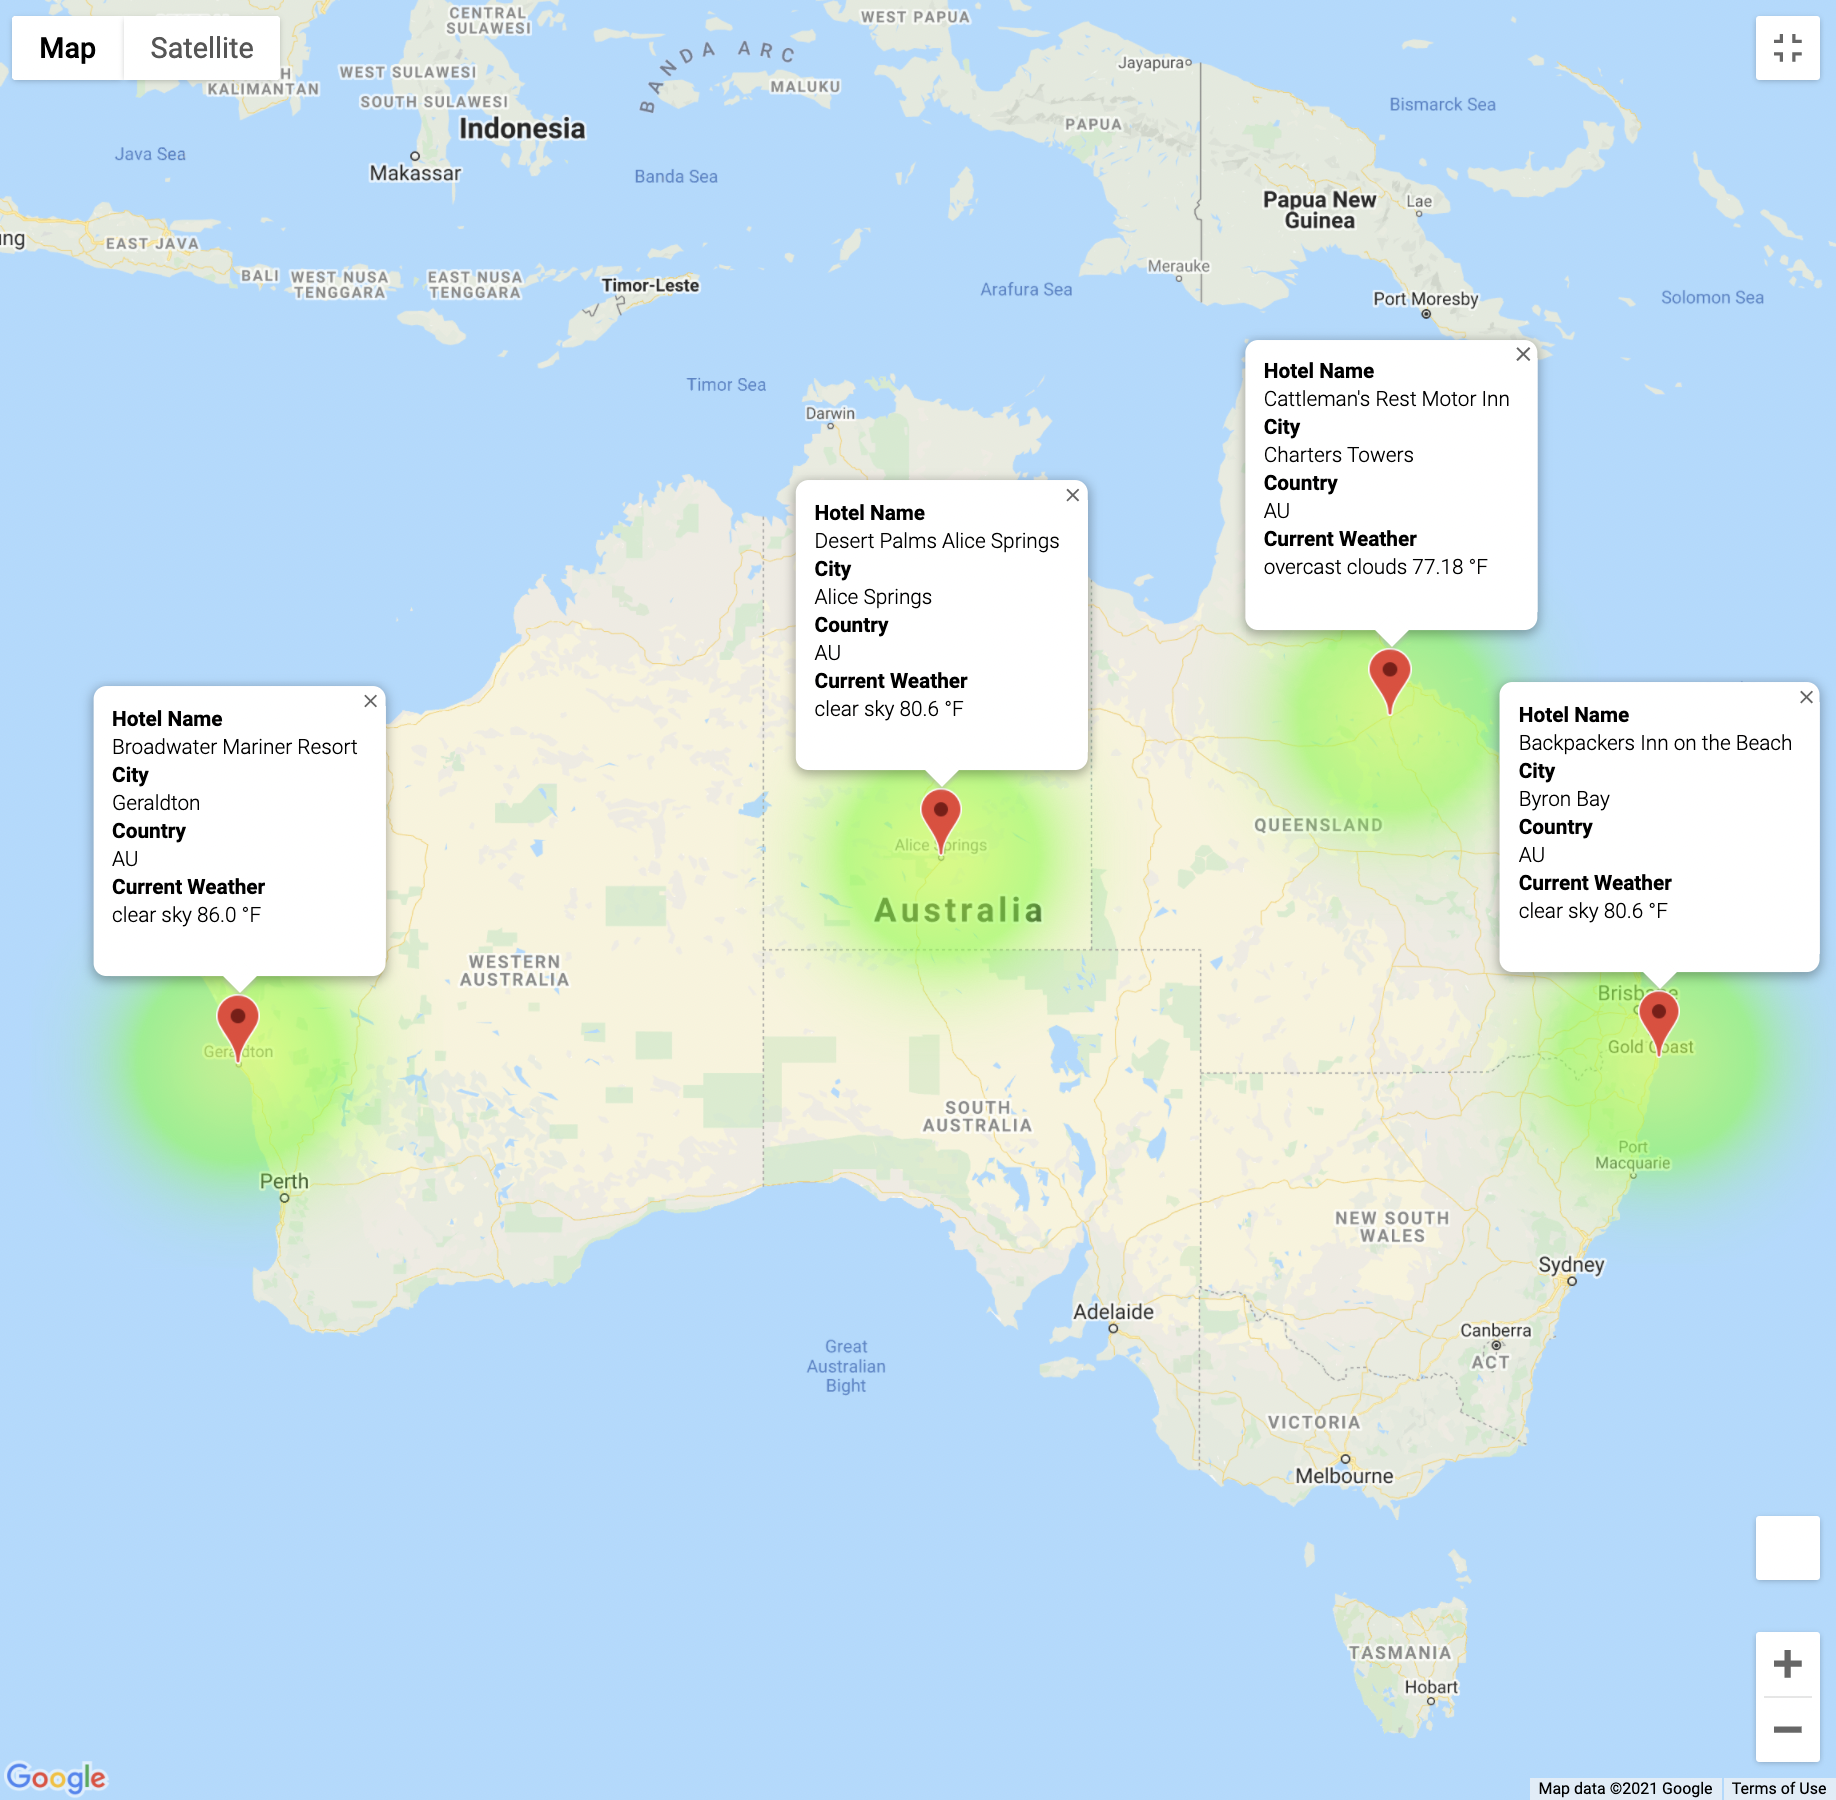 Map
Satellite
CENTRAL
SULAWESI
WEST PAPUA
WEST SULAWESI
KALIMANTAN
SOUTH SULAWESI
Indonesia
BANDA ARC
MALUKU
Jayapura
PAPUA
Bismarck Sea
Java Sea
Makassar
Banda Sea
Papua New
Guinea
Lae
EAST JAVA
BALI
WEST NUSA
TENGGARA
EAST NUSA
TENGGARA
Timor-Leste
Merauke
Arafura Sea
Port Moresby
Solomon Sea
Timor Sea
Darwin
Hotel Name
Cattleman's Rest Motor Inn
City
Charters Towers
Country
AU
Current Weather
overcast clouds 77.18 °F
Hotel Name
Desert Palms Alice Springs
City
Alice Springs
Country
AU
Current Weather
clear sky 80.6 °F
Hotel Name
Broadwater Mariner Resort
City
Geraldton
Country
AU
Current Weather
clear sky 86.0 °F
Hotel Name
Backpackers Inn on the Beach
City
Byron Bay
Country
AU
Current Weather
clear sky 80.6 °F
QUEENSLAND
Alice Springs
Australia
WESTERN
AUSTRALIA
Brisbane
Geraldton
Gold Coast
SOUTH
AUSTRALIA
Port
Macquarie
Perth
NEW SOUTH
WALES
Sydney
Adelaide
Canberra
ACT
Great
Australian
Bight
VICTORIA
Melbourne
TASMANIA
Hobart
Google
Map data ©2021 Google
Terms of Use